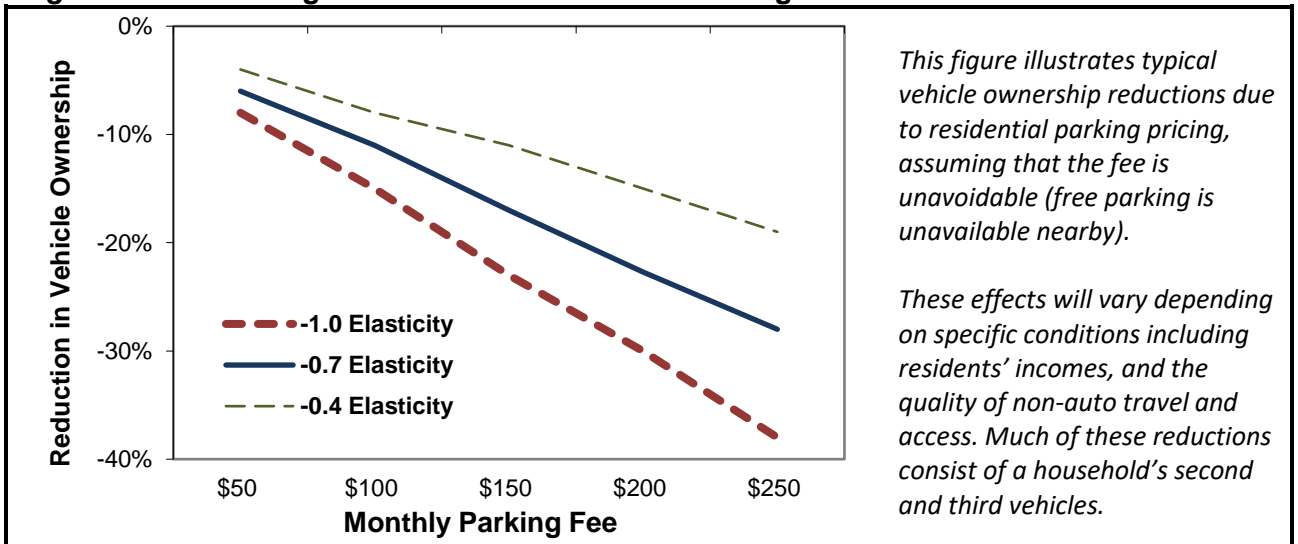 0%
-10%
-20%
-30%
-40%
Reduction in Vehicle Ownership
-1.0 Elasticity
-0.7 Elasticity
-0.4 Elasticity
$50 $100 $150 $200 $250
Monthly Parking Fee
This figure illustrates typical
vehicle ownership reductions due
to residential parking pricing,
assuming that the fee is
unavoidable (free parking is
unavailable nearby).
These effects will vary depending
on specific conditions including
residents’ incomes, and the
quality of non-auto travel and
access. Much of these reductions
consist of a household’s second
and third vehicles.